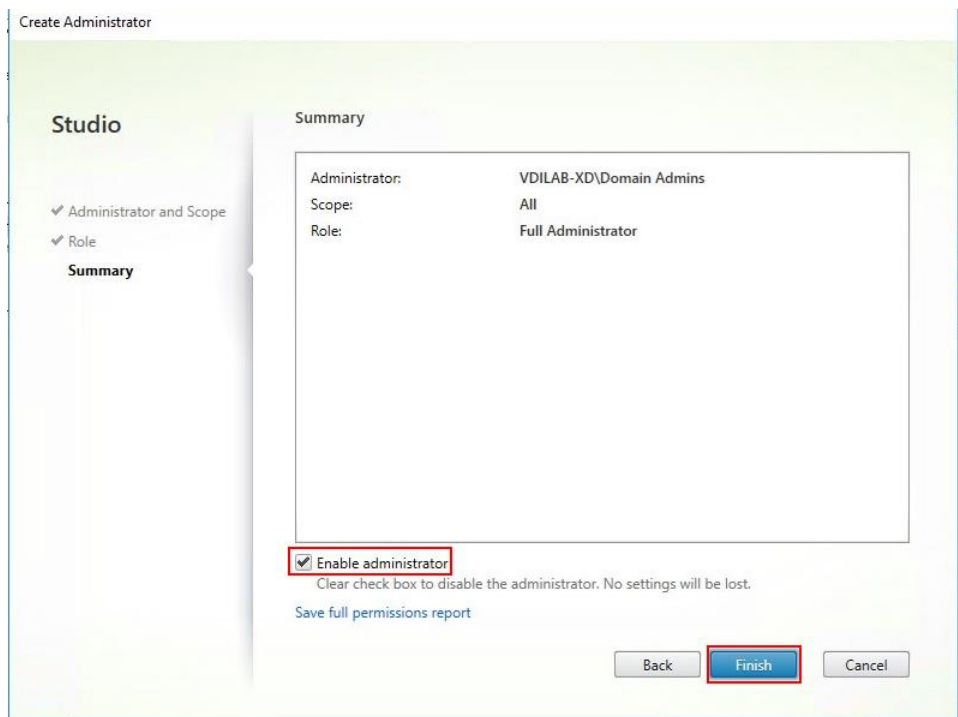 Create Administrator
Studio
Administrator and Scope
Role
Summary
Summary
Administrator: VDILAB-XD\Domain Admins
Scope: All
Role: Full Administrator
Enable administrator
Clear check box to disable the administrator. No settings will be lost.
Save full permissions report
Back Finish Cancel